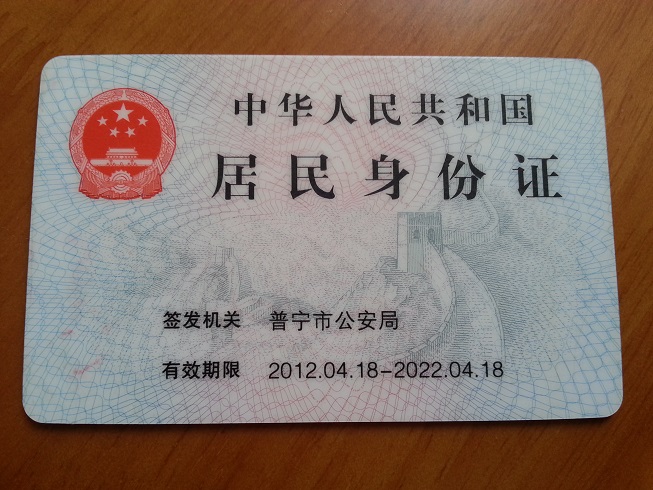 中华人民共和国
居民身份证
签发机关 普宁市公安局
有效期限 2012.04.18-2022.04.18